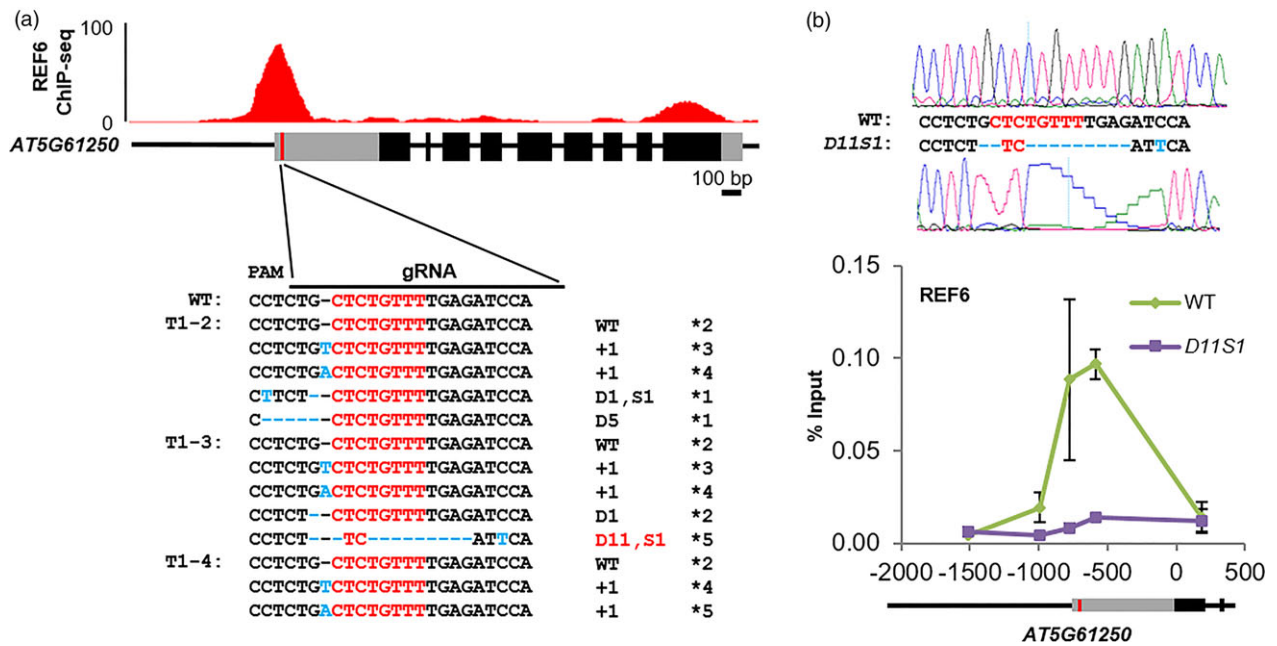 (a)
REF6
ChIP-seq
100
0
AT5G61250
100 bp
PAM gRNA
WT: CCTCTG-CTCTGTTTTGAGATCCA
T1-2: CCTCTG-CTCTGTTTTGAGATCCA WT *2
CCTCTGTCTCTGTTTTGAGATCCA +1 *3
CCTCTGACTCTGTTTTGAGATCCA +1 *4
CTTCT--CTCTGTTTTGAGATCCA D1,S1 *1
C------CTCTGTTTTGAGATCCA D5 *1
T1-3: CCTCTG-CTCTGTTTTGAGATCCA WT *2
CCTCTGTCTCTGTTTTGAGATCCA +1 *3
CCTCTGACTCTGTTTTGAGATCCA +1 *4
CCTCT--CTCTGTTTTGAGATCCA D1 *2
CCTCT---TC---------ATTCA D11,S1 *5
T1-4: CCTCTG-CTCTGTTTTGAGATCCA WT *2
CCTCTGTCTCTGTTTTGAGATCCA +1 *4
CCTCTGACTCTGTTTTGAGATCCA +1 *5
(b)
WT: CCTCTGCTCTGTTTTGAGATCCA
D11S1: CCTCT--TC---------ATTCA
0.15
0.10
0.05
0.00
% Input
REF6
WT
D11S1
-2000 -1500 -1000 -500 0 500
AT5G61250